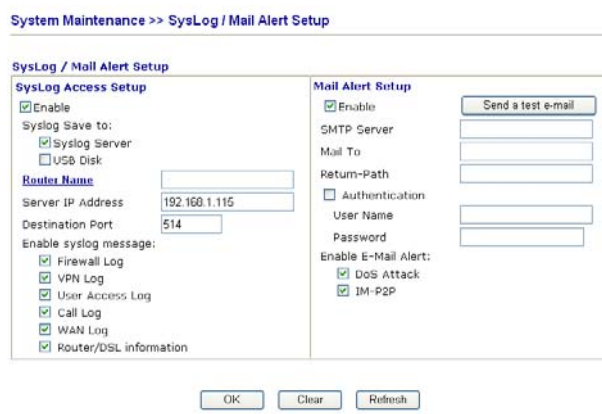 System Maintenance >> SysLog / Mail Alert Setup
SysLog / Mail Alert Setup
SysLog Access Setup
Enable
Syslog Save to:
Syslog Server
USB Disk
Router Name
Server IP Address 192.168.1.115
Destination Port 514
Enable syslog message:
Firewall Log
VPN Log
User Access Log
Call Log
WAN Log
Router/DSL information
Mail Alert Setup
Enable Send a test e-mail
SMTP Server
Mail To
Return-Path
Authentication
User Name
Password
Enable E-Mail Alert:
DoS Attack
IM-P2P
OK Clear Refresh